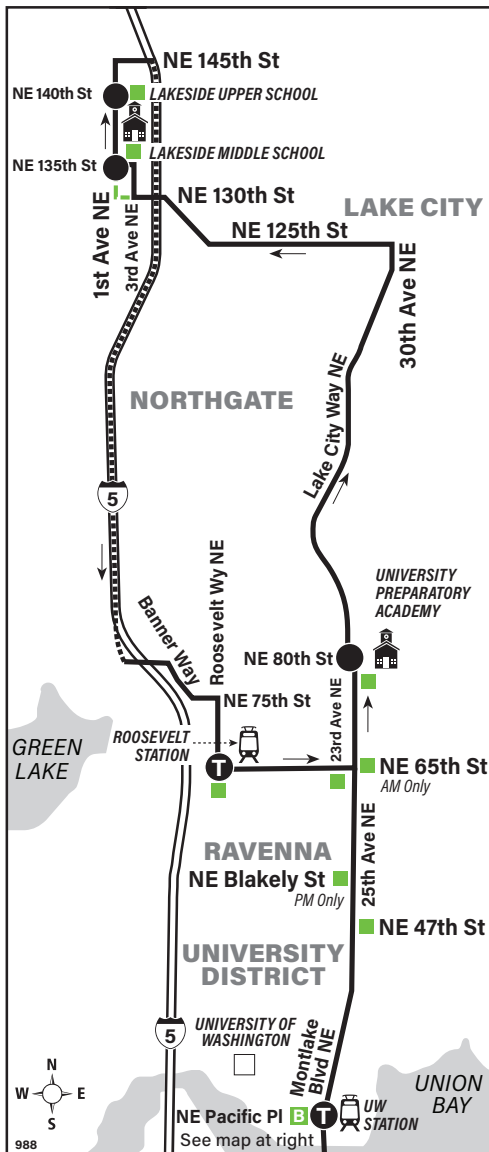 NE 145th St
NE 140th St
LAKESIDE UPPER SCHOOL
NE 135th St
LAKESIDE MIDDLE SCHOOL
1st Ave NE
3rd Ave NE
NE 130th St
LAKE CITY
NE 125th St
30th Ave NE
NORTHGATE
Lake City Way NE
5
UNIVERSITY
PREPARATORY
ACADEMY
Banner Way
Roosevelt Wy NE
NE 80th St
NE 75th St
23rd Ave NE
ROOSEVELT
STATION
GREEN
LAKE
T
NE 65th St
AM Only
RAVENNA
25th Ave NE
NE Blakely St
PM Only
NE 47th St
UNIVERSITY
DISTRICT
5
UNIVERSITY OF
WASHINGTON
Montlake
Blvd NE
N
W E
S
UNION
BAY
NE Pacific Pl
B
T
UW
STATION
See map at right
988